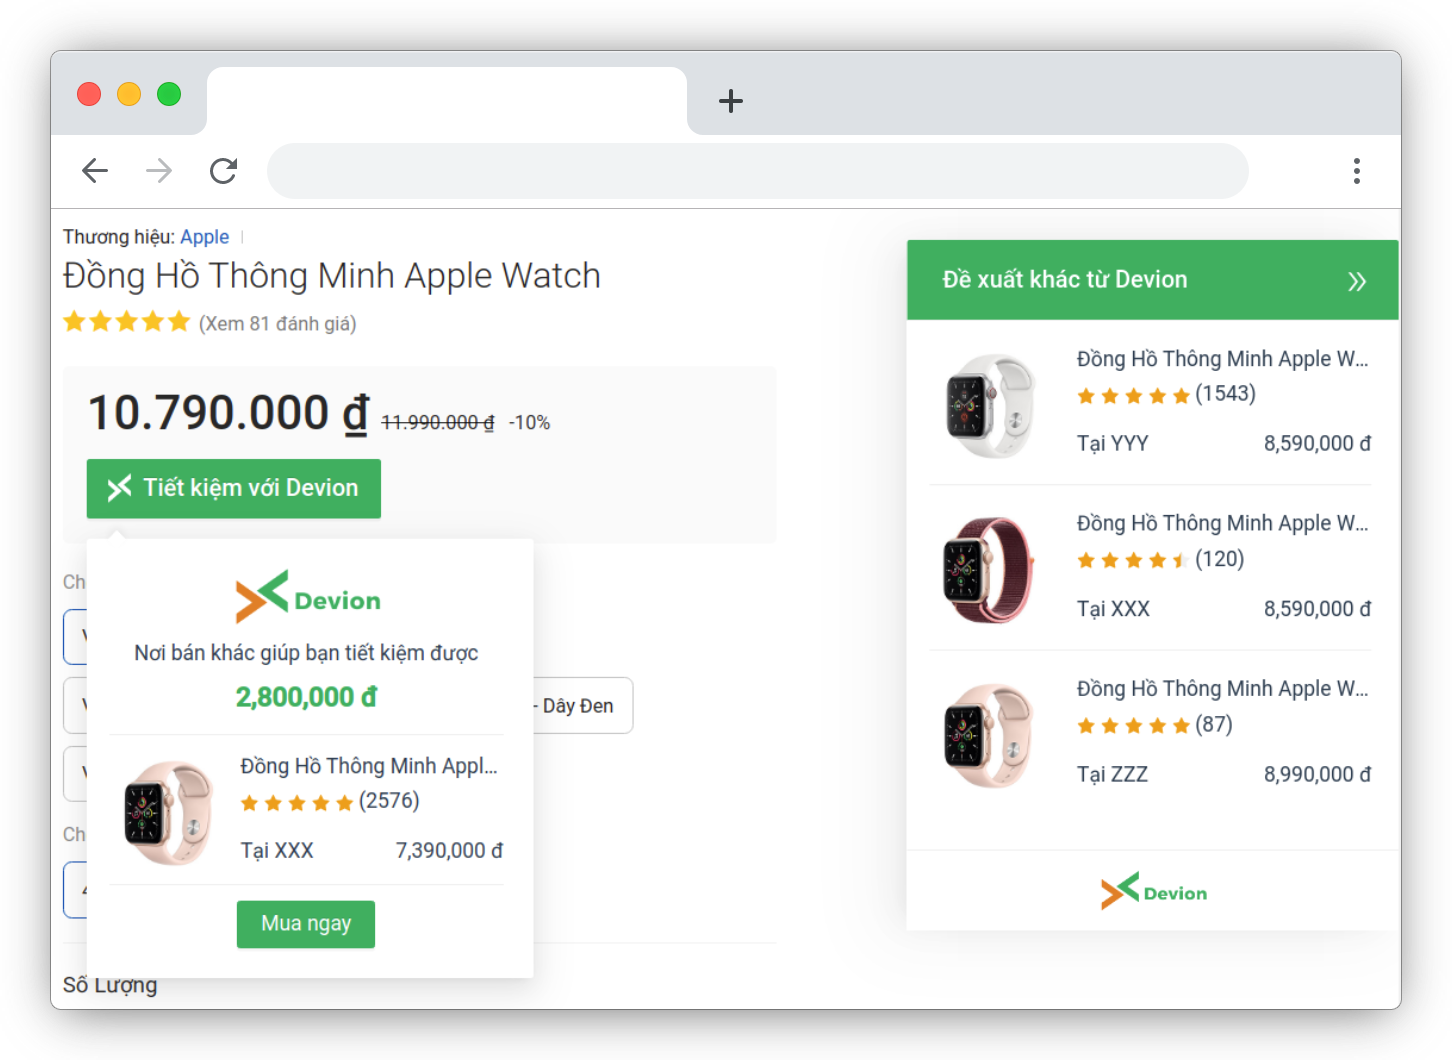 Thương hiệu: Apple
Đồng Hồ Thông Minh Apple Watch
(Xem 81 đánh giá)
10.790.000 ₫ 11.990.000 ₫ -10%
Tiết kiệm với Devion
Ch
Devion
Nơi bán khác giúp bạn tiết kiệm được
2,800,000 đ
- Dây Đen
Đồng Hồ Thông Minh Appl...
(2576)
Tại XXX 7,390,000 đ
Ch
Mua ngay
Số Lượng
Đề xuất khác từ Devion
Đồng Hồ Thông Minh Apple W...
(1543)
Tại YYY 8,590,000 đ
Đồng Hồ Thông Minh Apple W...
(120)
Tại XXX 8,590,000 đ
Đồng Hồ Thông Minh Apple W...
(87)
Tại ZZZ 8,990,000 đ
Devion